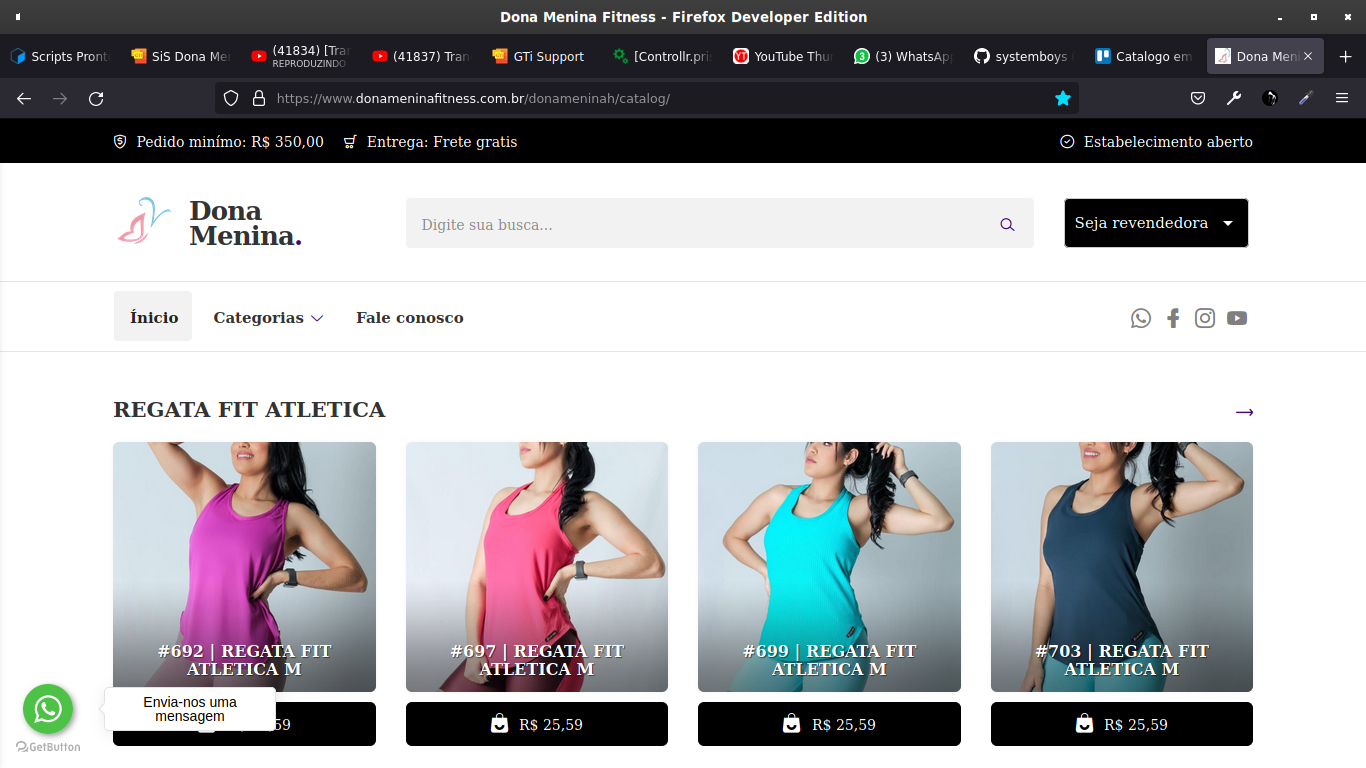 Dona Menina Fitness - Firefox Developer Edition
Scripts Pront
SiS Dona Me
(41834) [Tran
REPRODUZINDO
(41837) Tran
GTi Support
[Controllr.pri
YouTube Thu
(3) WhatsAp
systemboys
Catalogo em
Dona Meni
https://www.donameninafitness.com.br/donameninah/catalog/
Pedido minímo: R$ 350,00
Entrega: Frete gratis
Estabelecimento aberto
Dona
Menina.
Digite sua busca...
Seja revendedora
Ínicio
Categorias
Fale conosco
REGATA FIT ATLETICA
#692 | REGATA FIT
ATLETICA M
#697 | REGATA FIT
ATLETICA M
#699 | REGATA FIT
ATLETICA M
#703 | REGATA FIT
ATLETICA M
Envia-nos uma
mensagem
59
R$ 25,59
R$ 25,59
R$ 25,59
GetButton